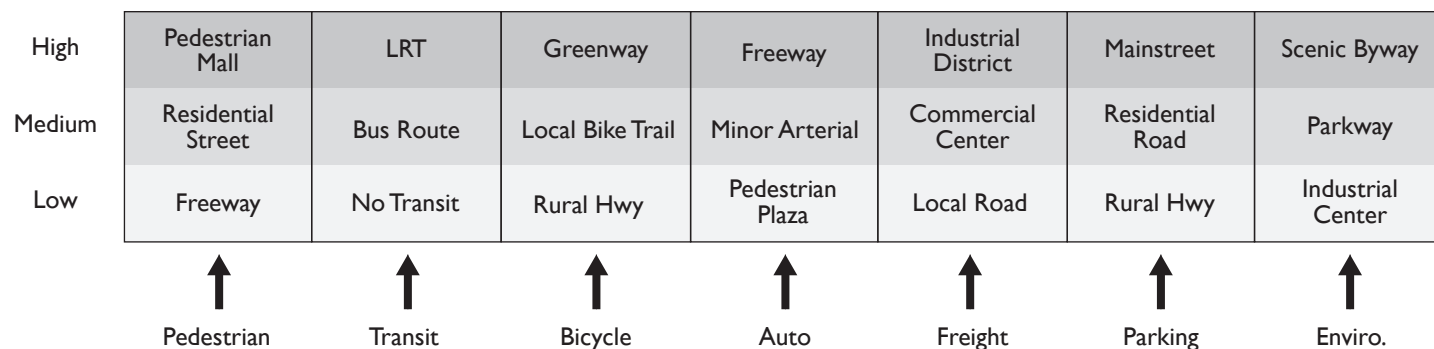 High
Pedestrian
Mall
LRT
Greenway
Freeway
Industrial
District
Mainstreet
Scenic Byway
Medium
Residential
Street
Bus Route
Local Bike Trail
Minor Arterial
Commercial
Center
Residential
Road
Parkway
Low
Freeway
No Transit
Rural Hwy
Pedestrian
Plaza
Local Road
Rural Hwy
Industrial
Center
Pedestrian
Transit
Bicycle
Auto
Freight
Parking
Enviro.